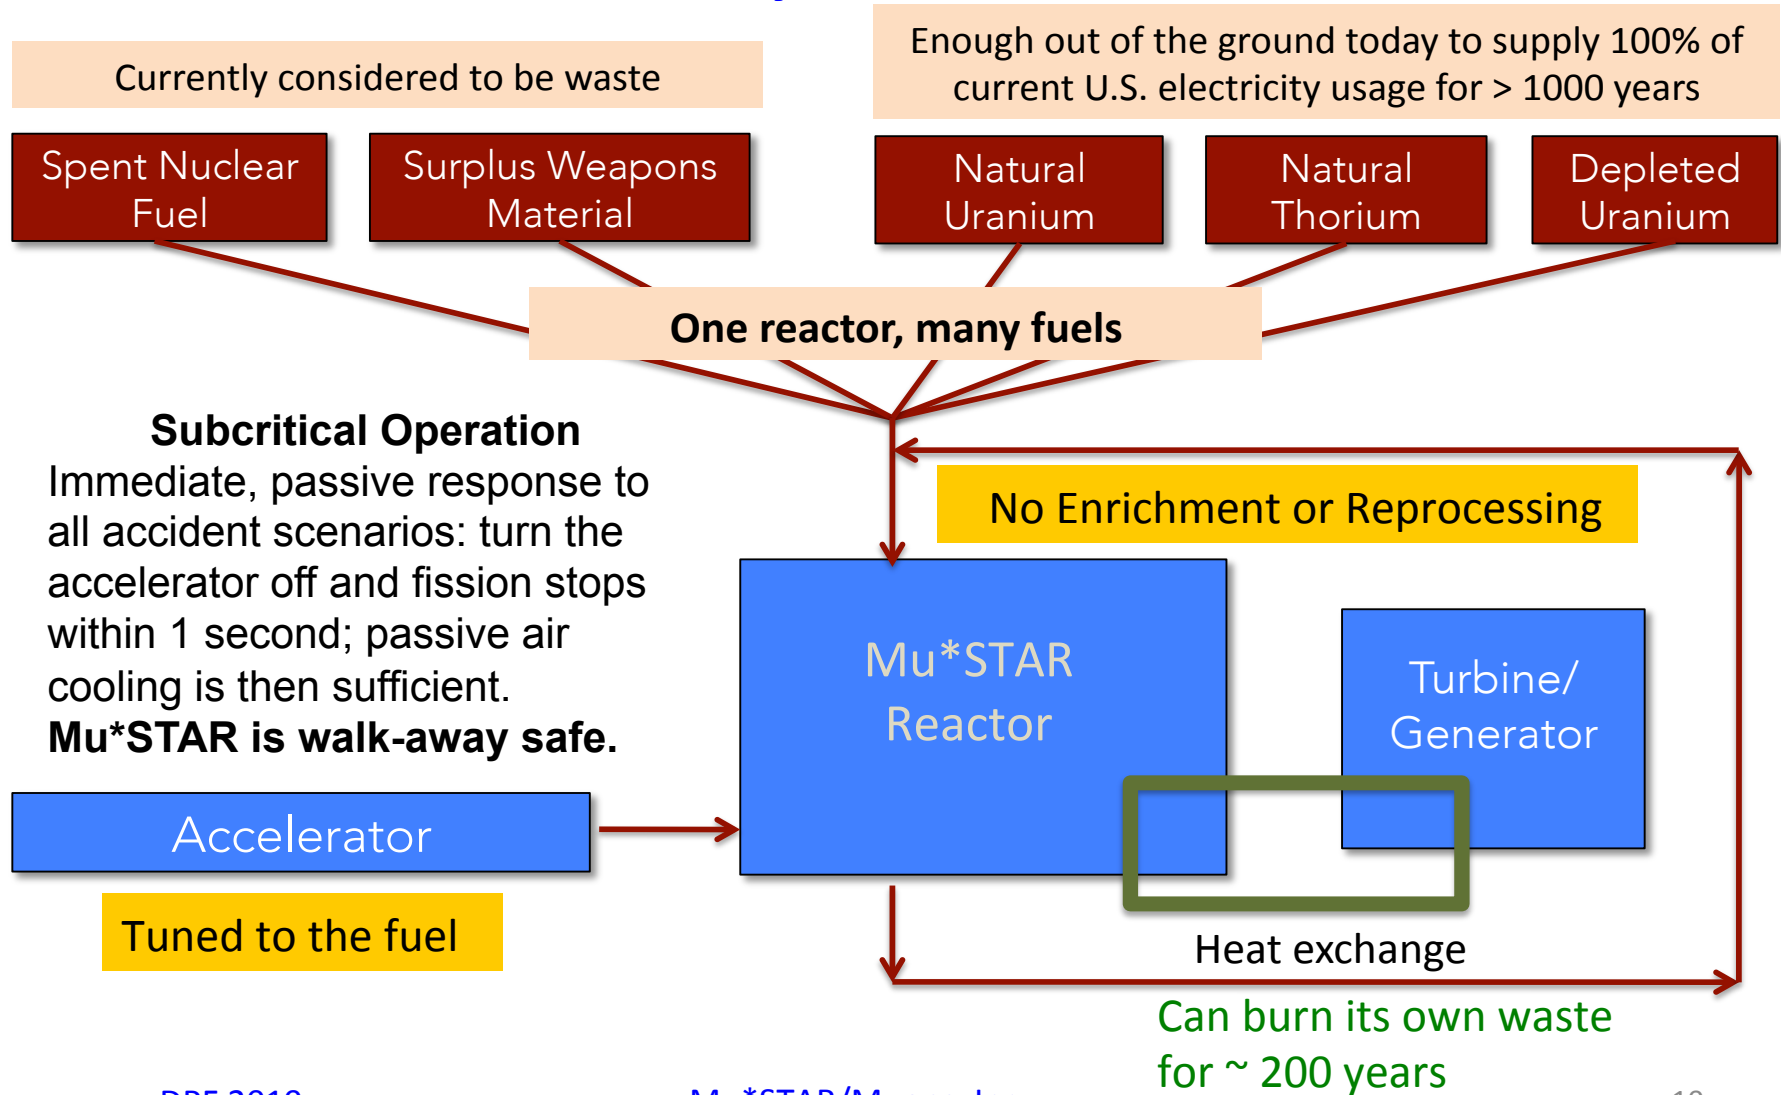 Currently considered to be waste
Enough out of the ground today to supply 100% of
current U.S. electricity usage for > 1000 years
Spent Nuclear
Fuel
Surplus Weapons
Material
Natural
Uranium
Natural
Thorium
Depleted
Uranium
One reactor, many fuels
Subcritical Operation
Immediate, passive response to
all accident scenarios: turn the
accelerator off and fission stops
within 1 second; passive air
cooling is then sufficient.
Mu*STAR is walk-away safe.
No Enrichment or Reprocessing
Mu*STAR
Reactor
Turbine/
Generator
Accelerator
Tuned to the fuel
Heat exchange
Can burn its own waste
for ~ 200 years